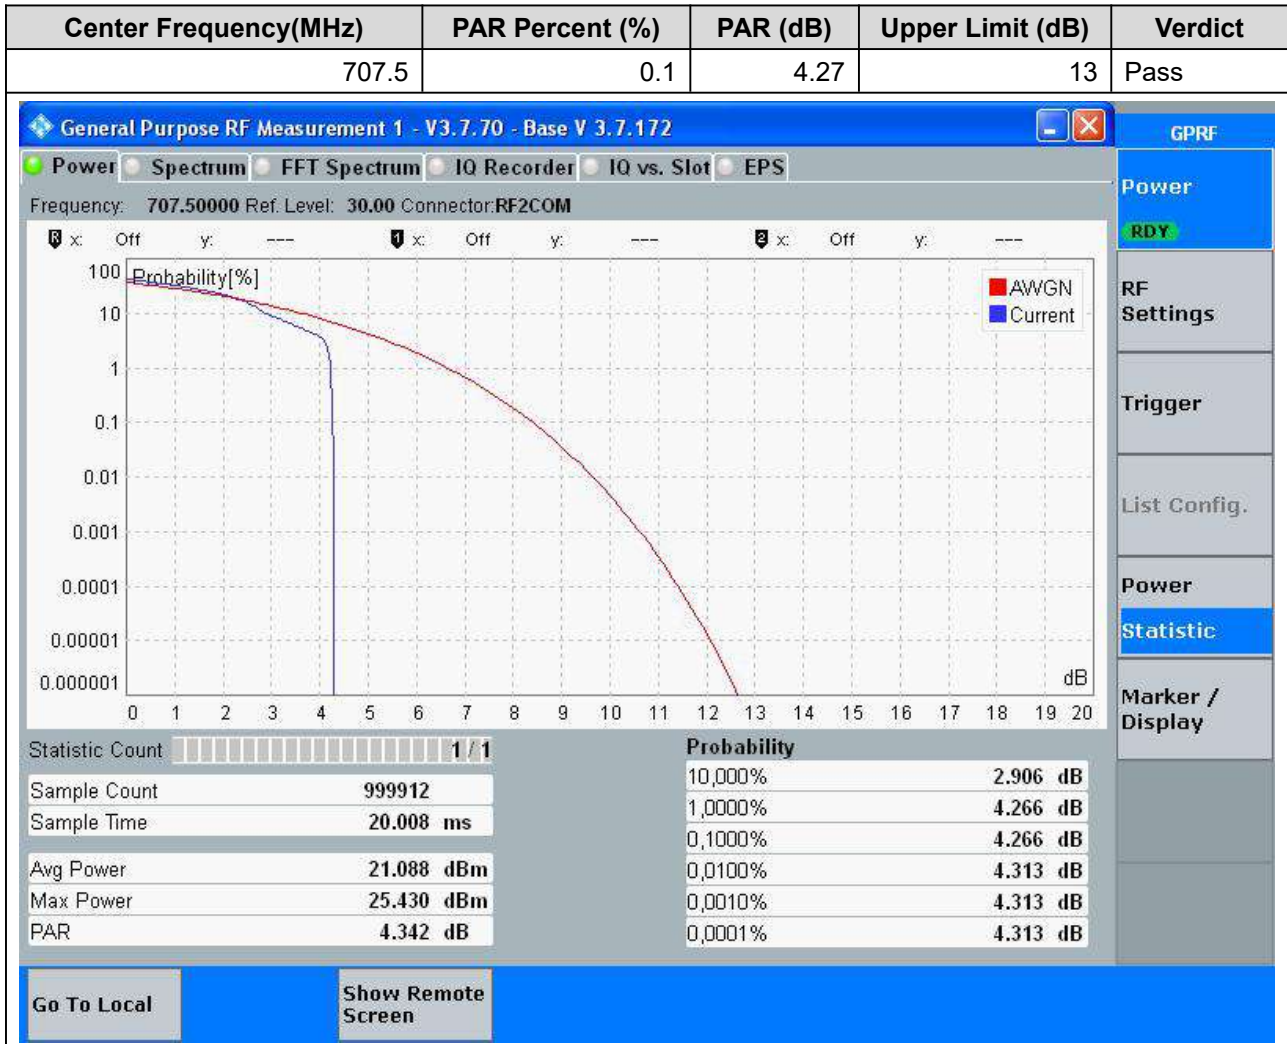 Center Frequency(MHz) PAR Percent (%) PAR (dB) Upper Limit (dB) Verdict
707.5 0.1 4.27 13 Pass
General Purpose RF Measurement 1 - V3.7.70 - Base V 3.7.172
GPRF
Power Spectrum FFT Spectrum IQ Recorder IQ vs. Slot EPS
Power
RDY
Frequency: 707.50000 Ref. Level: 30.00 Connector:RF2COM
R x: Off y: --- 1 x: Off y: --- 2 x: Off y: ---
Probability[%]
AWGN
Current
100
10
1
0.1
0.01
0.001
0.0001
0.00001
0.000001
dB
0 1 2 3 4 5 6 7 8 9 10 11 12 13 14 15 16 17 18 19 20
RF
Settings
Trigger
List Config.
Power
Statistic
Marker /
Display
Statistic Count 1 / 1
Sample Count 999912
Sample Time 20.008 ms
Avg Power 21.088 dBm
Max Power 25.430 dBm
PAR 4.342 dB
Probability
10,000% 2.906 dB
1,0000% 4.266 dB
0,1000% 4.266 dB
0,0100% 4.313 dB
0,0010% 4.313 dB
0,0001% 4.313 dB
Go To Local
Show Remote
Screen